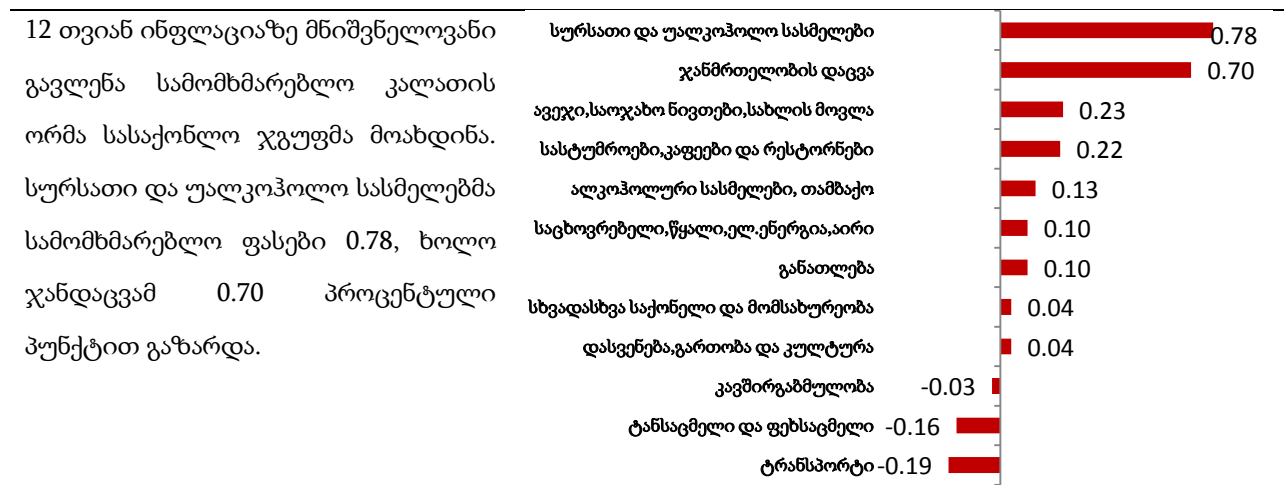 12 თვიან ინფლაციაზე მნიშვნელოვანი
გავლენა სამომხმარებლო კალათის
ორმა სასაქონლო ჯგუფმა მოახდინა.
სურსათი და უალკოჰოლო სასმელებმა
სამომხმარებლო ფასები 0.78, ხოლო
ჯანდაცვამ 0.70 პროცენტული
პუნქტით გაზარდა.
სურსათი და უალკოჰოლო სასმელები 0.78
ჯანმრთელობის დაცვა 0.70
ავეჯი,საოჯახო ნივთები,სახლის მოვლა 0.23
სასტუმროები,კაფეები და რესტორნები 0.22
ალკოჰოლური სასმელები, თამბაქო 0.13
საცხოვრებელი,წყალი,ელ.ენერგია,აირი 0.10
განათლება 0.10
სხვადასხვა საქონელი და მომსახურეობა 0.04
დასვენება,გართობა და კულტურა 0.04
კავშირგაბმულობა -0.03
ტანსაცმელი და ფეხსაცმელი -0.16
ტრანსპორტი -0.19